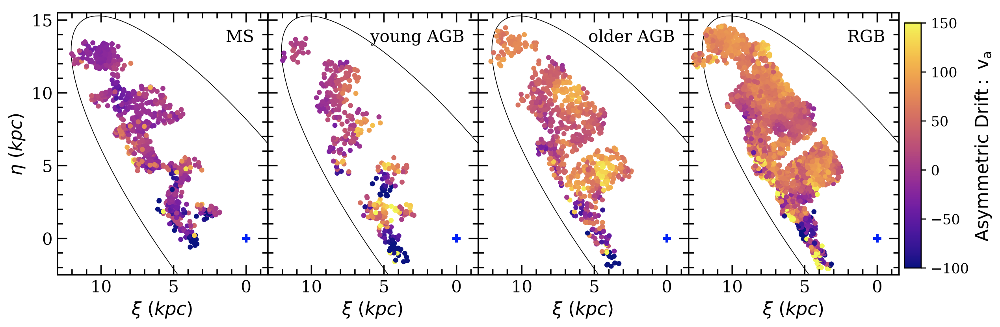 MS
young AGB
older AGB
RGB
15
10
5
0
η (kpc)
10 5 0
10 5 0
10 5 0
10 5 0
ξ (kpc)
ξ (kpc)
ξ (kpc)
ξ (kpc)
150
100
50
0
−50
−100
Asymmetric Drift: va